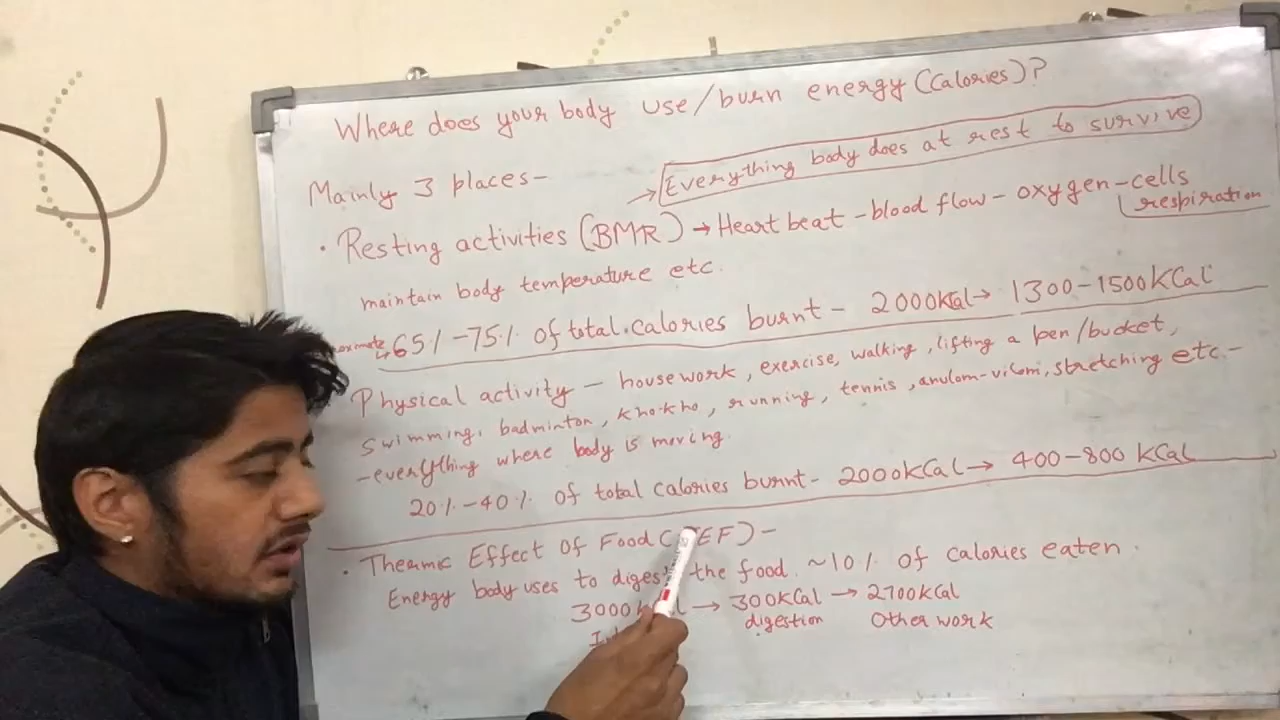 Where does your body use/burn energy (Calories)?
Mainly 3 places-
→ Everything body does at rest to survive
· Resting activities (BMR) → Heart beat - blood flow - oxygen - cells
respiration
maintain body temperature etc.
65% - 75% of total calories burnt - 2000KCal → 1300-1500KCal
Physical activity - housework, exercise, walking, lifting a pen/bucket,
swimming, badminton, kho-kho, running, tennis, anulom-vilom, stretching etc.-
- everything where body is moving.
20% - 40% of total calories burnt - 2000KCal → 400-800 KCal
· Thermic Effect Of Food (TEF) -
Energy body uses to digest the food. ~10% of calories eaten.
→ 300KCal → 2700KCal
digestion Other work